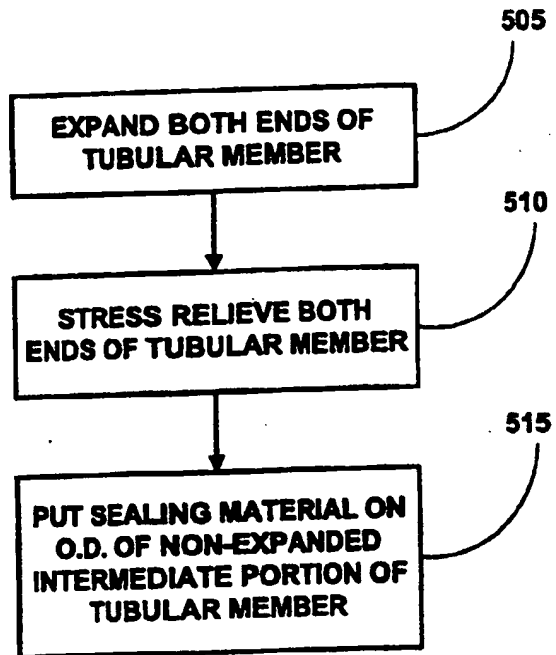 505
EXPAND BOTH ENDS OF
TUBULAR MEMBER
510
STRESS RELIEVE BOTH
ENDS OF TUBULAR MEMBER
515
PUT SEALING MATERIAL ON
O.D. OF NON-EXPANDED
INTERMEDIATE PORTION OF
TUBULAR MEMBER